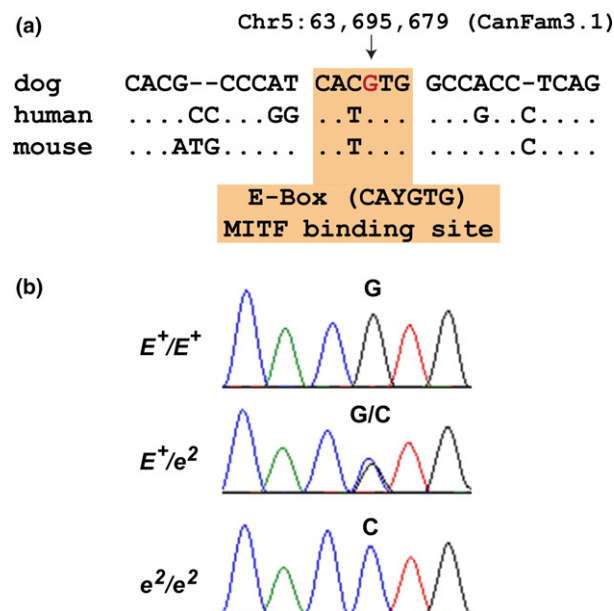 (a)
Chr5:63,695,679 (CanFam3.1)
dog CACG--CCCAT CACGTG GCCACC-TCAG
human ....CC...GG ..T... ...G..C....
mouse ...ATG..... ..T... ......C....
E-Box (CAYGTG)
MITF binding site
(b)
G
E+/E+
G/C
E+/e2
C
e2/e2